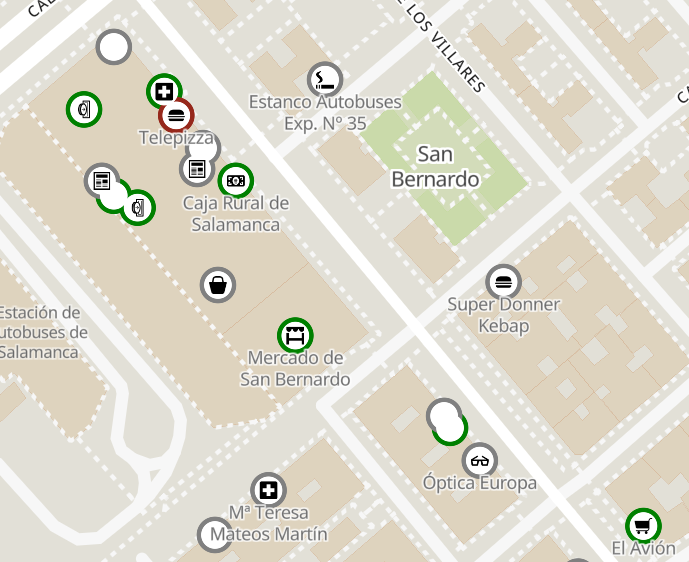 E LOS VILLARES
Estanco Autobuses
Exp. Nº 35
Telepizza
San
Bernardo
Caja Rural de
Salamanca
Super Donner
Kebap
Estación de
utobuses de
Salamanca
Mercado de
San Bernardo
Óptica Europa
Mª Teresa
Mateos Martín
El Avión